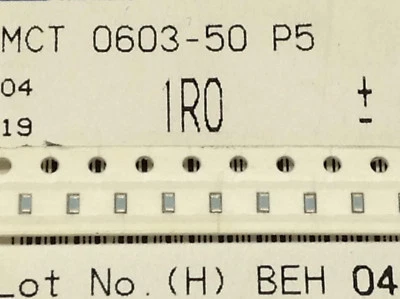 MCT 0603-50 P5
04
1R0 ±
19
Lot No.(H) BEH 04